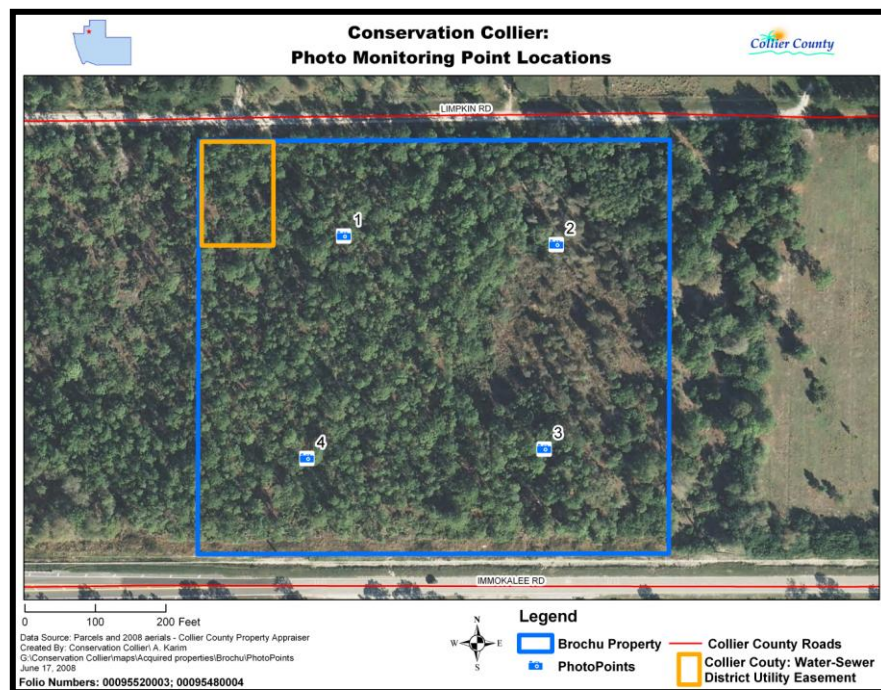 Conservation Collier:
Photo Monitoring Point Locations
Collier County
LIMPKIN RD
1
2
3
4
IMMOKALEE RD
0 100 200 Feet
Data Source: Parcels and 2008 aerials - Collier County Property Appraiser
Created By: Conservation Collier\ A. Karim
G:\Conservation Collier\maps\Acquired properties\Brochu\PhotoPoints
June 17, 2008
Folio Numbers: 00095520003; 00095480004
N
W E
S
Legend
Brochu Property
PhotoPoints
Collier County Roads
Collier Couty: Water-Sewer
District Utility Easement